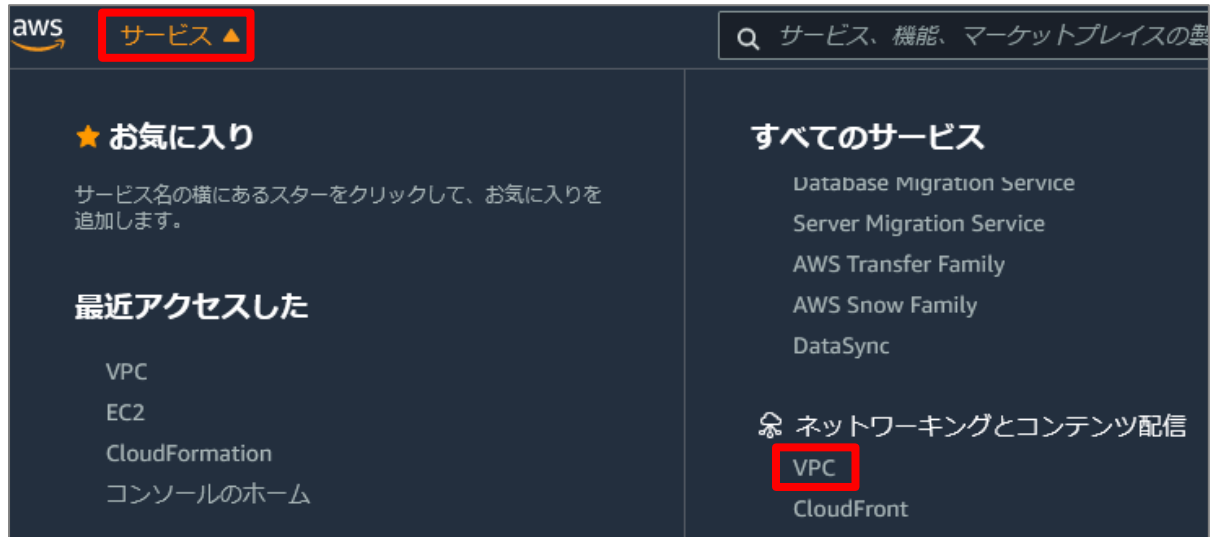 aws
サービス ▲
サービス、機能、マーケットプレイスの製
★ お気に入り
サービス名の横にあるスターをクリックして、お気に入りを
追加します。
最近アクセスした
VPC
EC2
CloudFormation
コンソールのホーム
すべてのサービス
Database Migration Service
Server Migration Service
AWS Transfer Family
AWS Snow Family
DataSync
ネットワーキングとコンテンツ配信
VPC
CloudFront